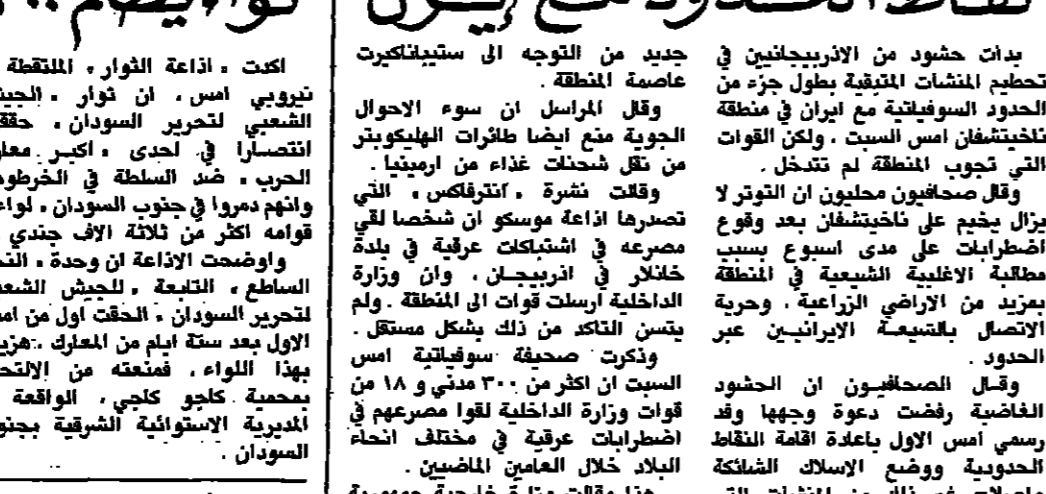 بدأت حشود من الاذربيجانيين في
تحطيم المنشآت المتبقية بطول جزء من
الحدود السوفياتية مع ايران في منطقة
ناخيتشفان امس السبت ، ولكن القوات
التي تجوب المنطقة لم تتدخل .
وقال صحافيون محليون ان التوتر لا
يزال يخيم على ناخيتشفان بعد وقوع
اضطرابات على مدى اسبوع بسبب
مطالبة الاغلبية الشيعية في المنطقة
بمزيد من الاراضي الزراعية ، وحرية
الاتصال بالشيعة الايرانيين عبر
الحدود .
وقال الصحافيون ان الحشود
الغاضبة رفضت دعوة وجهها وفد
رسمي امس الاول باعادة اقامة النقاط
الحدودية ووضع الاسلاك الشائكة
جديد من التوجه الى ستيباناكيرت
عاصمة المنطقة .
وقال المراسل ان سوء الاحوال
الجوية منع ايضا طائرات الهليكوبتر
من نقل شحنات غذاء من ارمينيا .
وقالت نشرة « انترفاكس » التي
تصدرها اذاعة موسكو ان شخصا لقي
مصرعه في اشتباكات عرقية في بلدة
خانلار في اذربيجان ، وان وزارة
الداخلية ارسلت قوات الى المنطقة . ولم
يتسن التاكد من ذلك بشكل مستقل .
وذكرت صحيفة سوفياتية امس
السبت ان اكثر من ٣٠٠ مدني و ١٨ من
قوات وزارة الداخلية لقوا مصرعهم في
اضطرابات عرقية في مختلف انحاء
البلاد خلال العامين الماضيين .
اكدت « اذاعة الثوار » الملتقطة
نيروبي امس ، ان ثوار « الجيش
الشعبي لتحرير السودان » حققوا
انتصارا في احدى « اكبر معارك
الحرب » ضد السلطة في الخرطوم
وانهم دمروا في جنوب السودان « لواء
قوامه اكثر من ثلاثة الاف جندي
واوضحت الاذاعة ان وحدة « النجم
الساطع » التابعة « للجيش الشعبي
لتحرير السودان » الحقت اول من امس
الاول بعد ستة ايام من المعارك « هزيمة
بهذا اللواء ، فمنعته من الالتحاق
بمحمية كاجو كاجي ، الواقعة
المديرية الاستوائية الشرقية بجنوب
السودان .